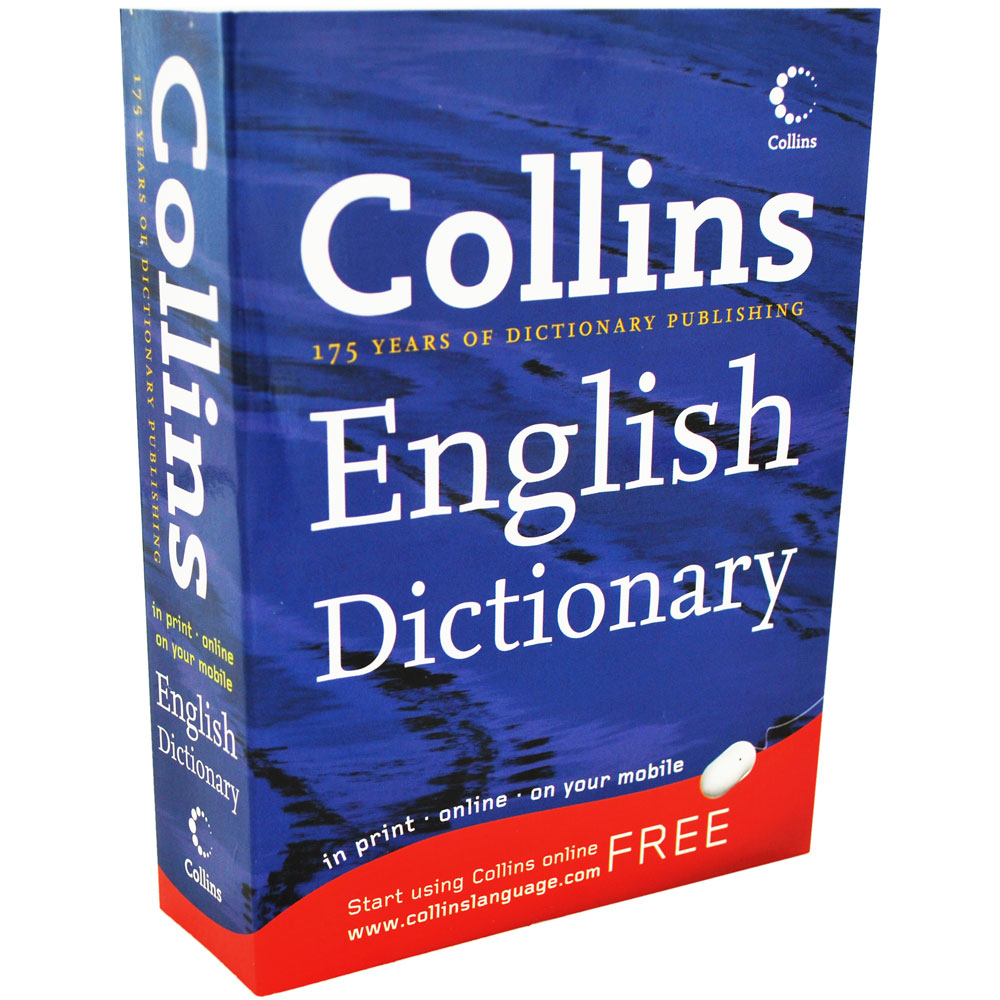 Collins
175 YEARS OF DICTIONARY PUBLISHING
in print · online
on your mobile
English
Dictionary
Collins
Collins
Collins
175 YEARS OF DICTIONARY PUBLISHING
English
Dictionary
in print · online · on your mobile
Start using Collins online FREE
www.collinslanguage.com